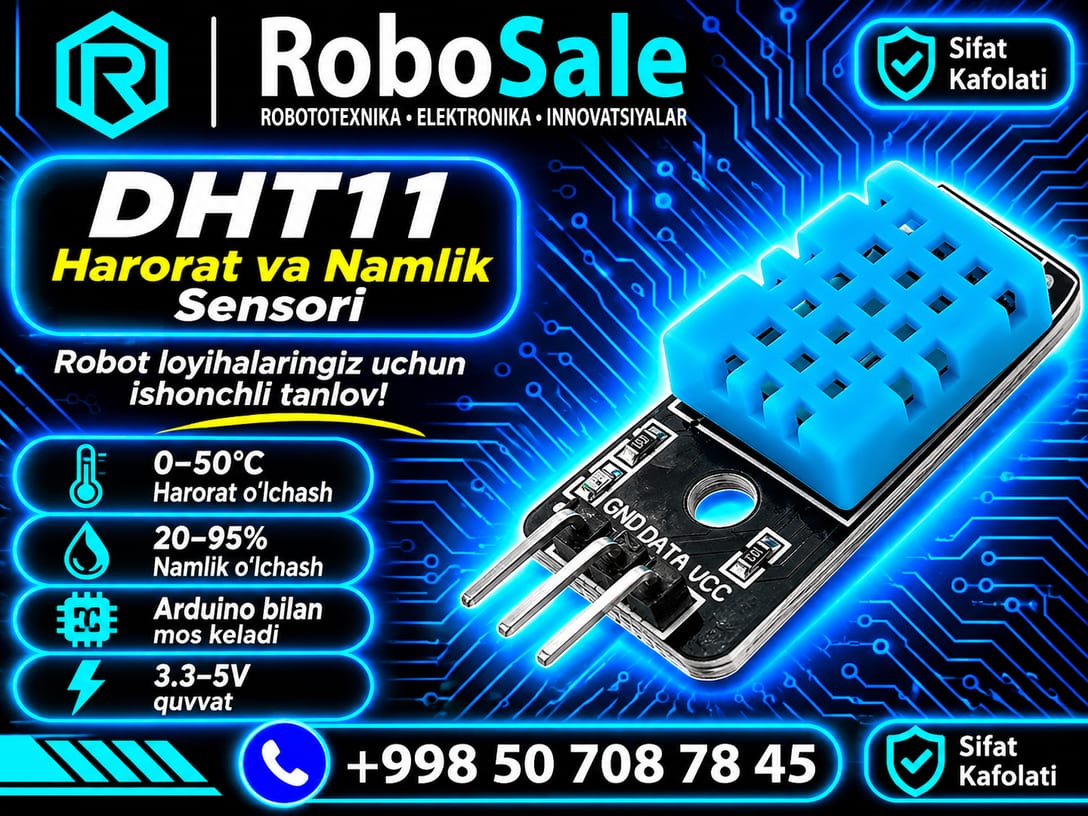 RoboSale
ROBOTOTEXNIKA • ELEKTRONIKA • INNOVATSIYALAR
Sifat
Kafolati
DHT11
Harorat va Namlik
Sensori
Robot loyihalaringiz uchun
ishonchli tanlov!
0–50°C
Harorat o‘lchash
20–95%
Namlik o‘lchash
Arduino bilan
mos keladi
3.3–5V
quvvat
GND DATA VCC
+998 50 708 78 45
Sifat
Kafolati